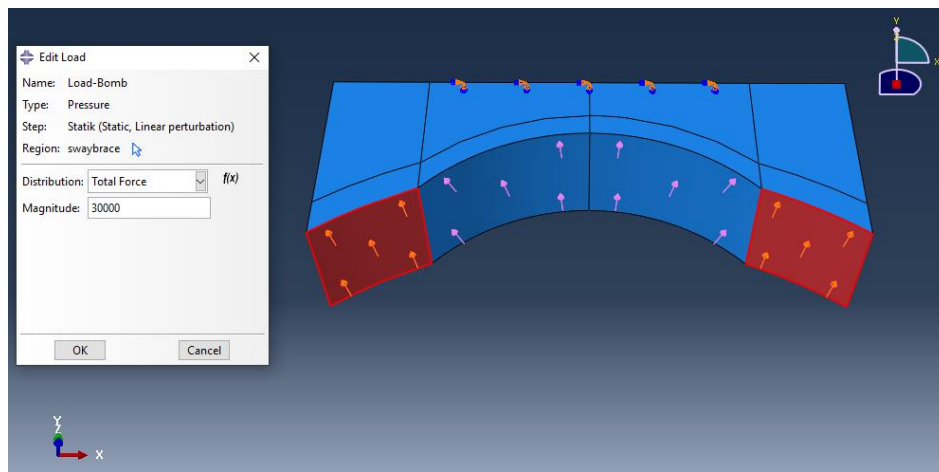 Edit Load
Name: Load-Bomb
Type: Pressure
Step: Statik (Static, Linear perturbation)
Region: swaybrace
Distribution: Total Force f(x)
Magnitude: 30000
OK Cancel
Y
X
Y
Z
X